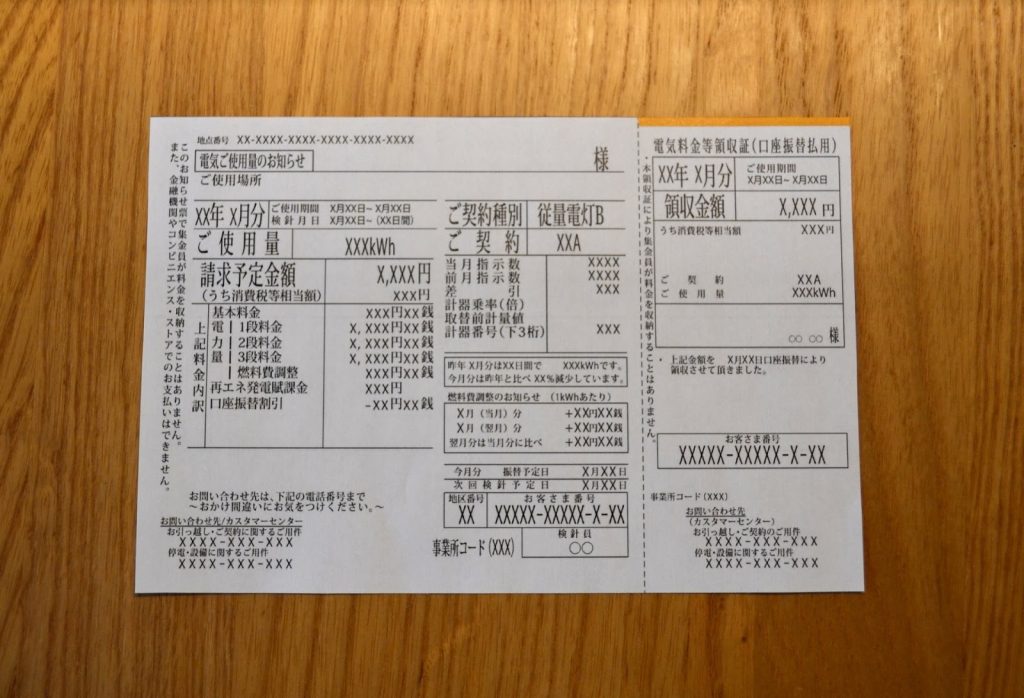 地点番号 XX-XXXX-XXXX-XXXX-XXXX-XXXX
電気ご使用量のお知らせ
様
ご使用場所
このお知らせ票で集金員が料金を収納することはありません。
また、金融機関やコンビニエンス・ストアでのお支払いはできません。
XX年 X月分
ご使用期間 X月XX日~X月XX日
検針月日 X月XX日~(XX日間)
ご使用量 XXXkWh
請求予定金額 X,XXX円
(うち消費税等相当額) XXX円
上記料金内訳
基本料金 XXX円XX銭
電力量
1段料金 X,XXX円XX銭
2段料金 X,XXX円XX銭
3段料金 X,XXX円XX銭
燃料費調整 XXX円XX銭
再エネ発電賦課金 XXX円
口座振替割引 -XX円XX銭
お問い合わせ先は、下記の電話番号まで
~おかけ間違いにお気をつけください。~
お問い合わせ先/カスタマーセンター
お引っ越し・ご契約に関するご用件
XXXX-XXX-XXX
停電・設備に関するご用件
XXXX-XXX-XXX
ご契約種別 従量電灯B
ご契約 XXA
当月指示数 XXXX
前月指示数 XXXX
差引 XXX
計器乗率(倍)
取替前計量値
計器番号(下3桁) XXX
昨年 X月分はXX日間で XXXkWhです。
今月分は昨年と比べ XX%減少しています。
燃料費調整のお知らせ (1kWhあたり)
X月(当月)分 +XX円XX銭
X月(翌月)分 +XX円XX銭
翌月分は当月分に比べ +XX円XX銭
今月分 振替予定日 X月XX日
次回検針予定日 X月XX日
地区番号 お客さま番号
XX XXXXX-XXXXX-X-XX
事業所コード(XXX)
検針員
○○
電気料金等領収証(口座振替払用)
・本領収証により集金員が料金を収納することはありません。
XX年 X月分
ご使用期間
X月XX日~X月XX日
領収金額 X,XXX円
うち消費税等相当額 XXX円
ご契約 XXA
ご使用量 XXXkWh
○○ ○○ 様
・ 上記金額を X月XX日口座振替により
領収させて頂きました。
お客さま番号
XXXXX-XXXXX-X-XX
事業所コード(XXX)
お問い合わせ先
(カスタマーセンター)
お引っ越し・ご契約のご用件
XXXX-XXX-XXX
停電・設備に関するご用件
XXXX-XXX-XXX